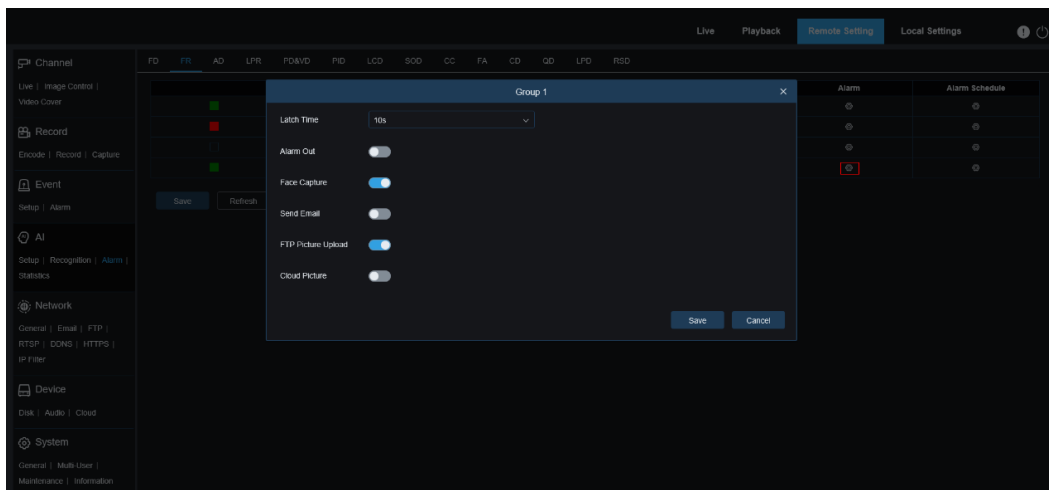 Live Playback Remote Setting Local Settings
Channel
Live | Image Control |
Video Cover
Record
Encode | Record | Capture
Event
Setup | Alarm
AI
Setup | Recognition | Alarm |
Statistics
Network
General | Email | FTP |
RTSP | DDNS | HTTPS |
IP Filter
Device
Disk | Audio | Cloud
System
General | Multi-User |
Maintenance | Information
FD FR AD LPR PD&VD PID LCD SOD CC FA CD QD LPD RSD
Alarm Alarm Schedule
Save Refresh
Group 1
Latch Time 10s
Alarm Out
Face Capture
Send Email
FTP Picture Upload
Cloud Picture
Save Cancel